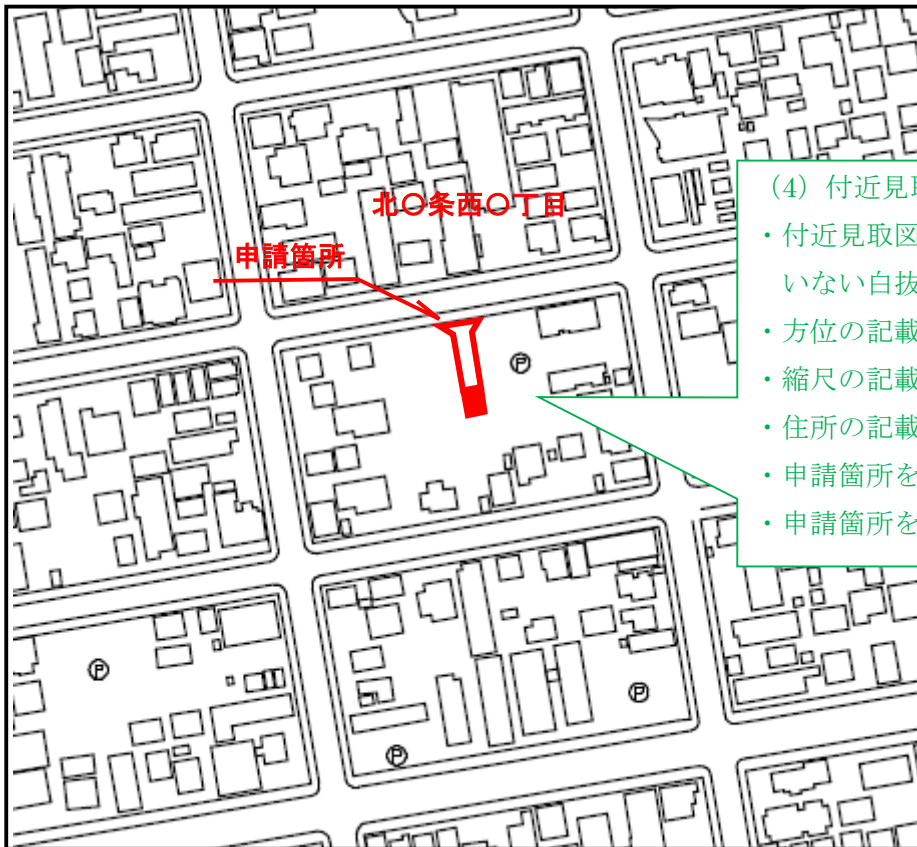 北〇条西〇丁目
申請箇所
(4) 付近見取
・付近見取図
いない白抜
・方位の記載
・縮尺の記載
・住所の記載
・申請箇所を
・申請箇所を
Ⓟ
Ⓟ
Ⓟ
Ⓟ